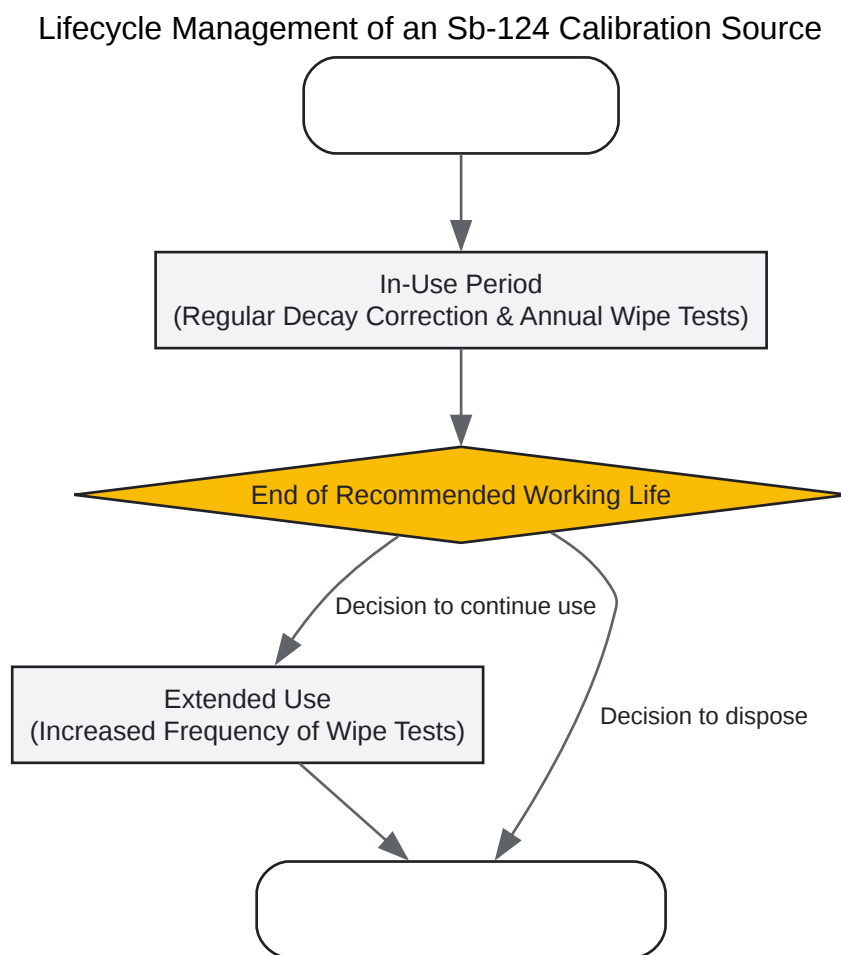 Lifecycle Management of an Sb-124 Calibration Source
In-Use Period
(Regular Decay Correction & Annual Wipe Tests)
End of Recommended Working Life
Decision to continue use
Extended Use
(Increased Frequency of Wipe Tests)
Decision to dispose